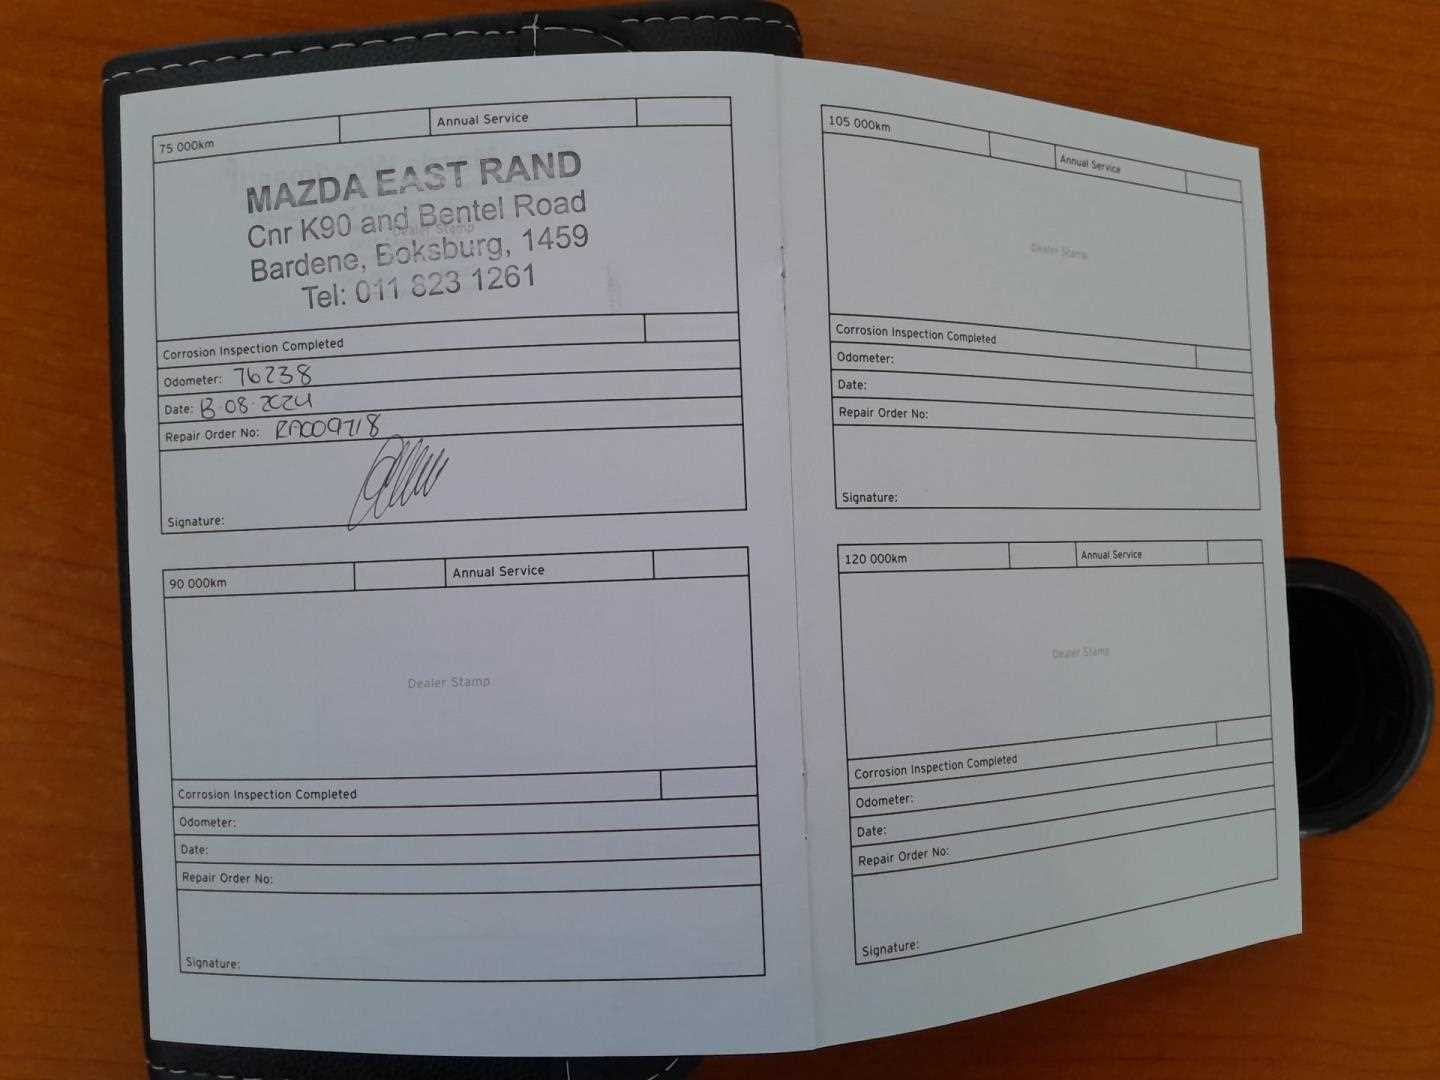 75 000km
Annual Service
Dealer Stamp
MAZDA EAST RAND
Cnr K90 and Bentel Road
Bardene, Boksburg, 1459
Tel: 011 823 1261
Corrosion Inspection Completed
Odometer: 76238
Date: 13·08·2024
Repair Order No: RA009718
Signature:
90 000km
Annual Service
Dealer Stamp
Corrosion Inspection Completed
Odometer:
Date:
Repair Order No:
Signature:
105 000km
Annual Service
Dealer Stamp
Corrosion Inspection Completed
Odometer:
Date:
Repair Order No:
Signature:
120 000km
Annual Service
Dealer Stamp
Corrosion Inspection Completed
Odometer:
Date:
Repair Order No:
Signature: